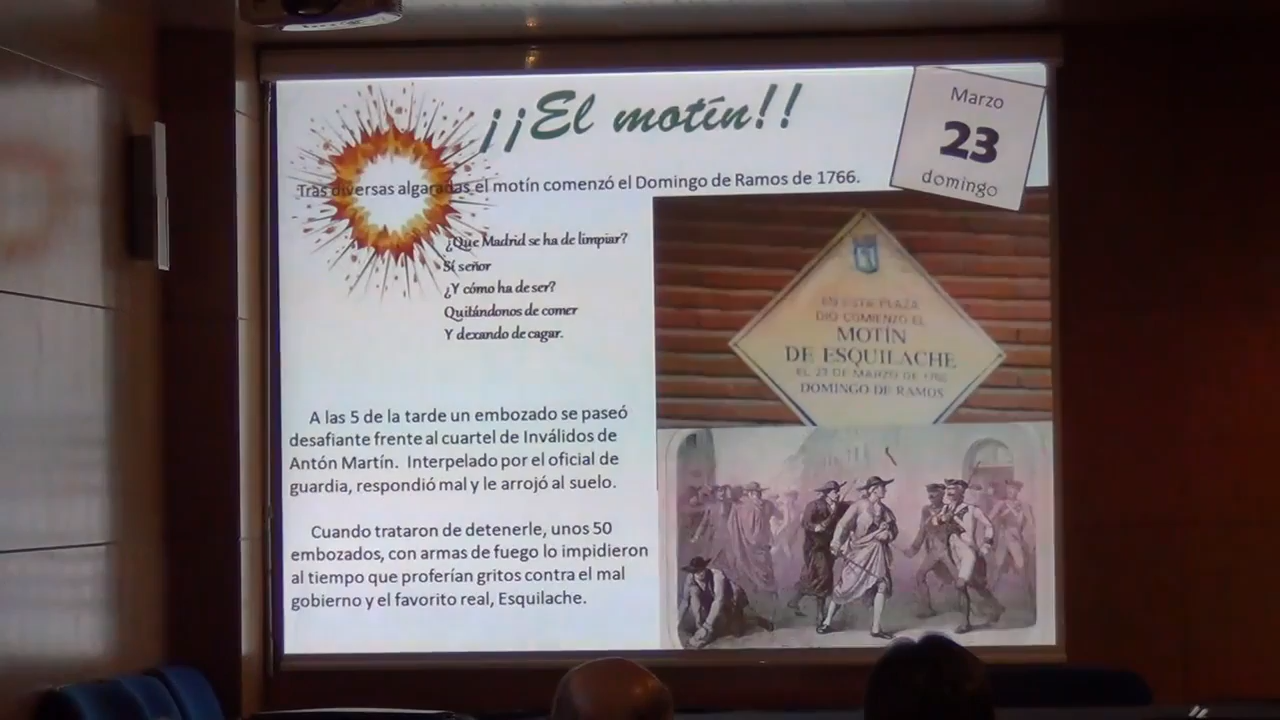 ¡¡El motín!!
Marzo
23
domingo
Tras diversas algaradas el motín comenzó el Domingo de Ramos de 1766.
¿Que Madrid se ha de limpiar?
Sí señor
¿Y cómo ha de ser?
Quitándonos de comer
Y dexando de cagar.
A las 5 de la tarde un embozado se paseó
desafiante frente al cuartel de Inválidos de
Antón Martín. Interpelado por el oficial de
guardia, respondió mal y le arrojó al suelo.
Cuando trataron de detenerle, unos 50
embozados, con armas de fuego lo impidieron
al tiempo que proferían gritos contra el mal
gobierno y el favorito real, Esquilache.
EN ESTA PLAZA
DIO COMIENZO EL
MOTÍN
DE ESQUILACHE
EL 23 DE MARZO DE
DOMINGO DE RAMOS